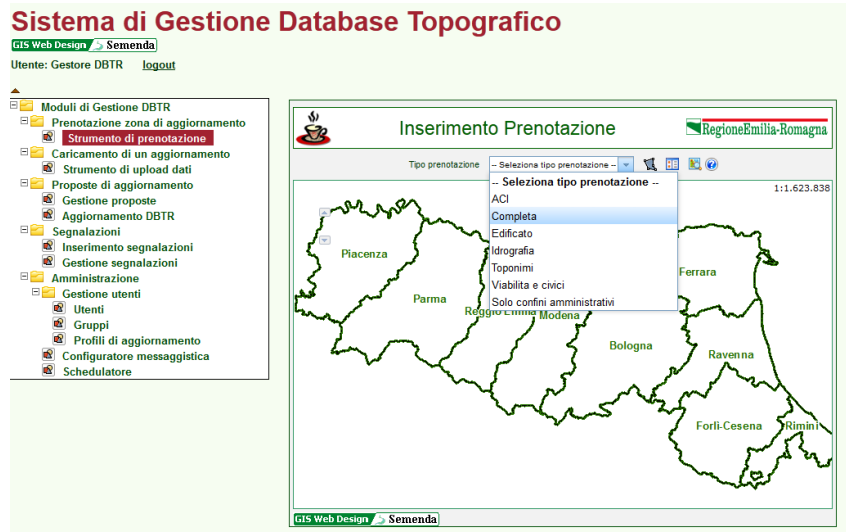 Sistema di Gestione Database Topografico
GIS Web Design Semenda
Utente: Gestore DBTR logout
Moduli di Gestione DBTR
Prenotazione zona di aggiornamento
Strumento di prenotazione
Caricamento di un aggiornamento
Strumento di upload dati
Proposte di aggiornamento
Gestione proposte
Aggiornamento DBTR
Segnalazioni
Inserimento segnalazioni
Gestione segnalazioni
Amministrazione
Gestione utenti
Utenti
Gruppi
Profili di aggiornamento
Configuratore messaggistica
Schedulatore
Inserimento Prenotazione
RegioneEmilia-Romagna
Tipo prenotazione -- Seleziona tipo prenotazione --
-- Seleziona tipo prenotazione --
ACI
Completa
Edificato
Idrografia
Toponimi
Viabilita e civici
Solo confini amministrativi
1:1.623.838
Piacenza
Parma
Reggio Emilia
Modena
Ferrara
Bologna
Ravenna
Forlì-Cesena
Rimini
GIS Web Design Semenda